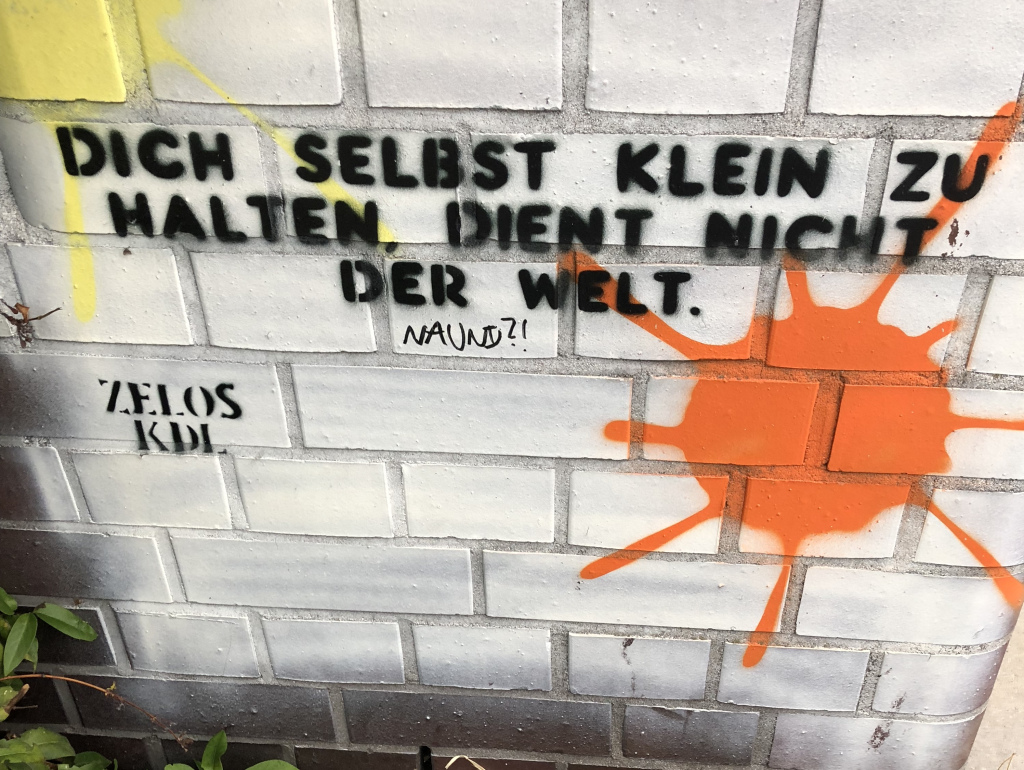 DICH SELBST KLEIN ZU
HALTEN, DIENT NICHT
DER WELT.
NAUND?!
ZELOS
KDL